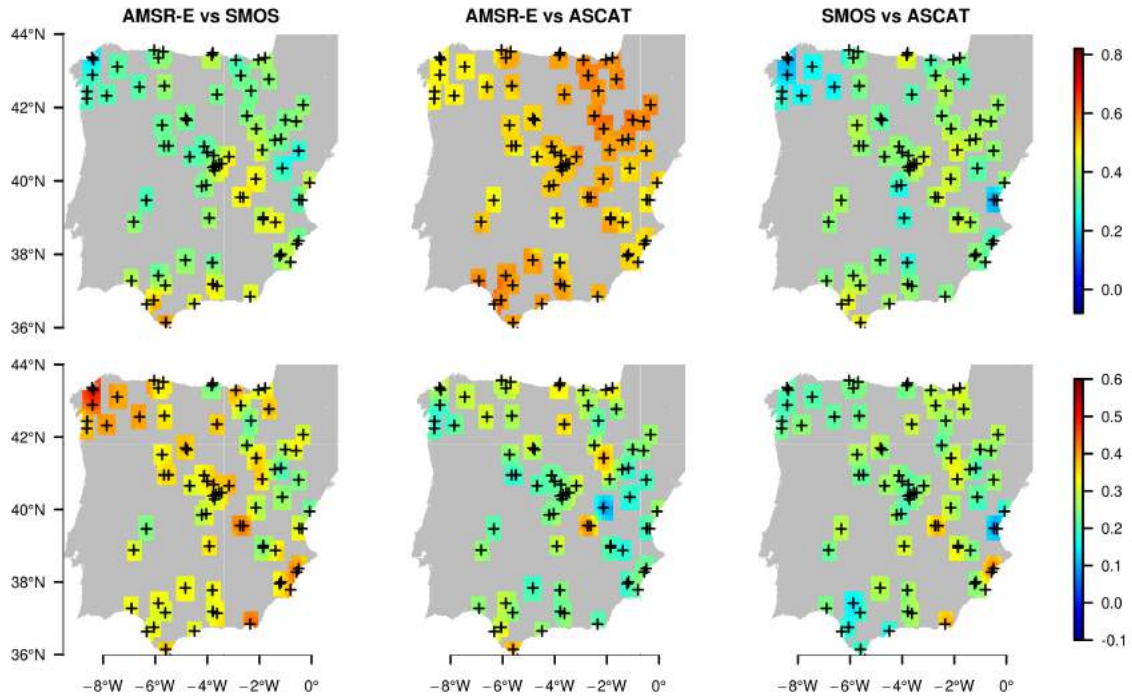 AMSR-E vs SMOS AMSR-E vs ASCAT SMOS vs ASCAT
44°N
42°N
40°N
38°N
36°N
0.8
0.6
0.4
0.2
0.0
44°N
42°N
40°N
38°N
36°N
0.6
0.5
0.4
0.3
0.2
0.1
0.0
-0.1
−8°W −6°W −4°W −2°W 0° −8°W −6°W −4°W −2°W 0° −8°W −6°W −4°W −2°W 0°